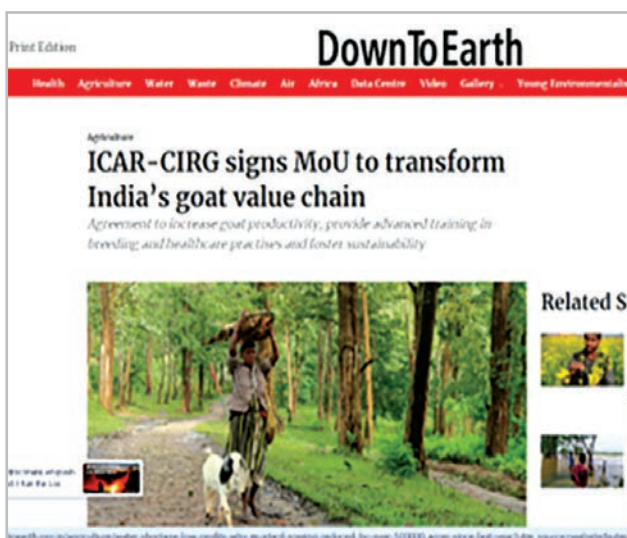 Print Edition
DownToEarth
Health Agriculture Water Waste Climate Air Africa Data Centre Video Gallery Young Environmentalis
Agriculture
ICAR-CIRG signs MoU to transform
India's goat value chain
Agreement to increase goat productivity, provide advanced training in
breeding and healthcare practises and foster sustainability
Related S